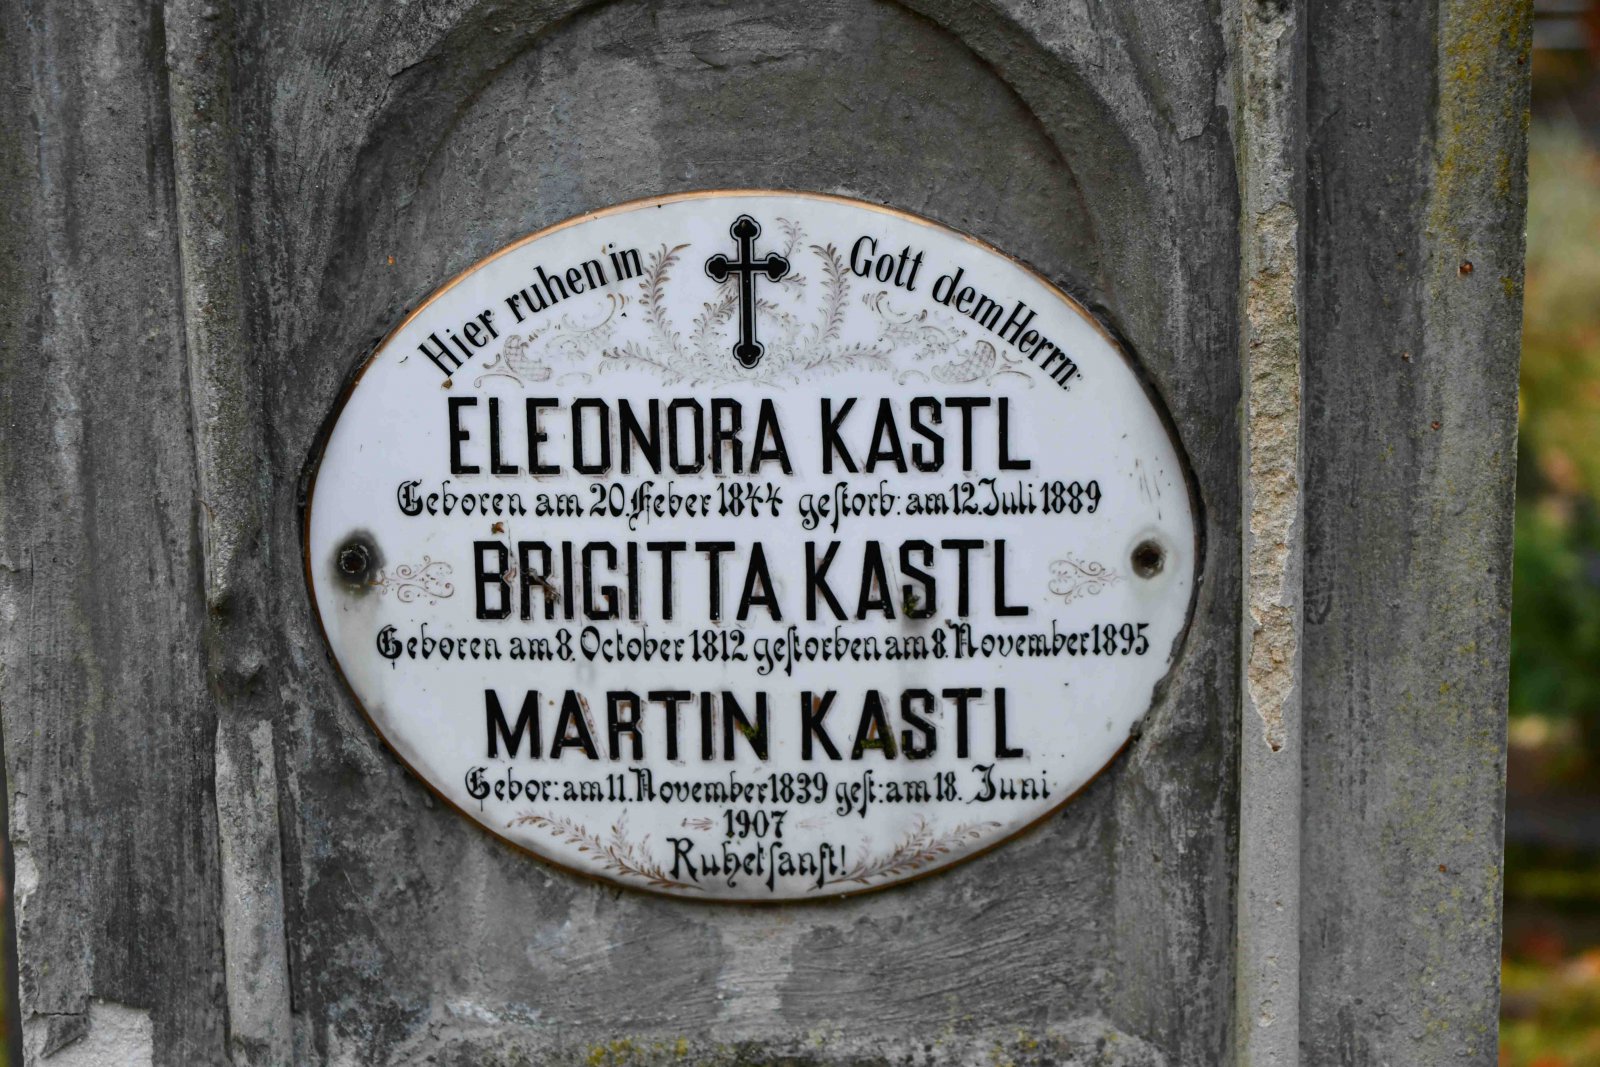 Hier ruhen in Gott dem Herrn:
ELEONORA KASTL
Geboren am 20. Feber 1844 gestorb: am 12. Juli 1889
BRIGITTA KASTL
Geboren am 8. October 1812 gestorben am 8. November 1895
MARTIN KASTL
Gebor: am 11. November 1839 gest: am 18. Juni
1907
Ruhet sanft!